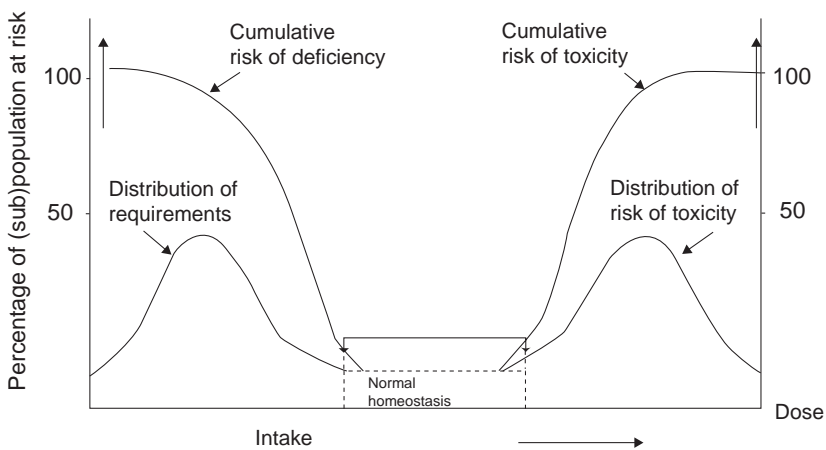 Percentage of (sub)population at risk
100
50
Cumulative
risk of deficiency
Distribution of
requirements
Cumulative
risk of toxicity
Distribution of
risk of toxicity
100
50
Normal
homeostasis
Intake
Dose